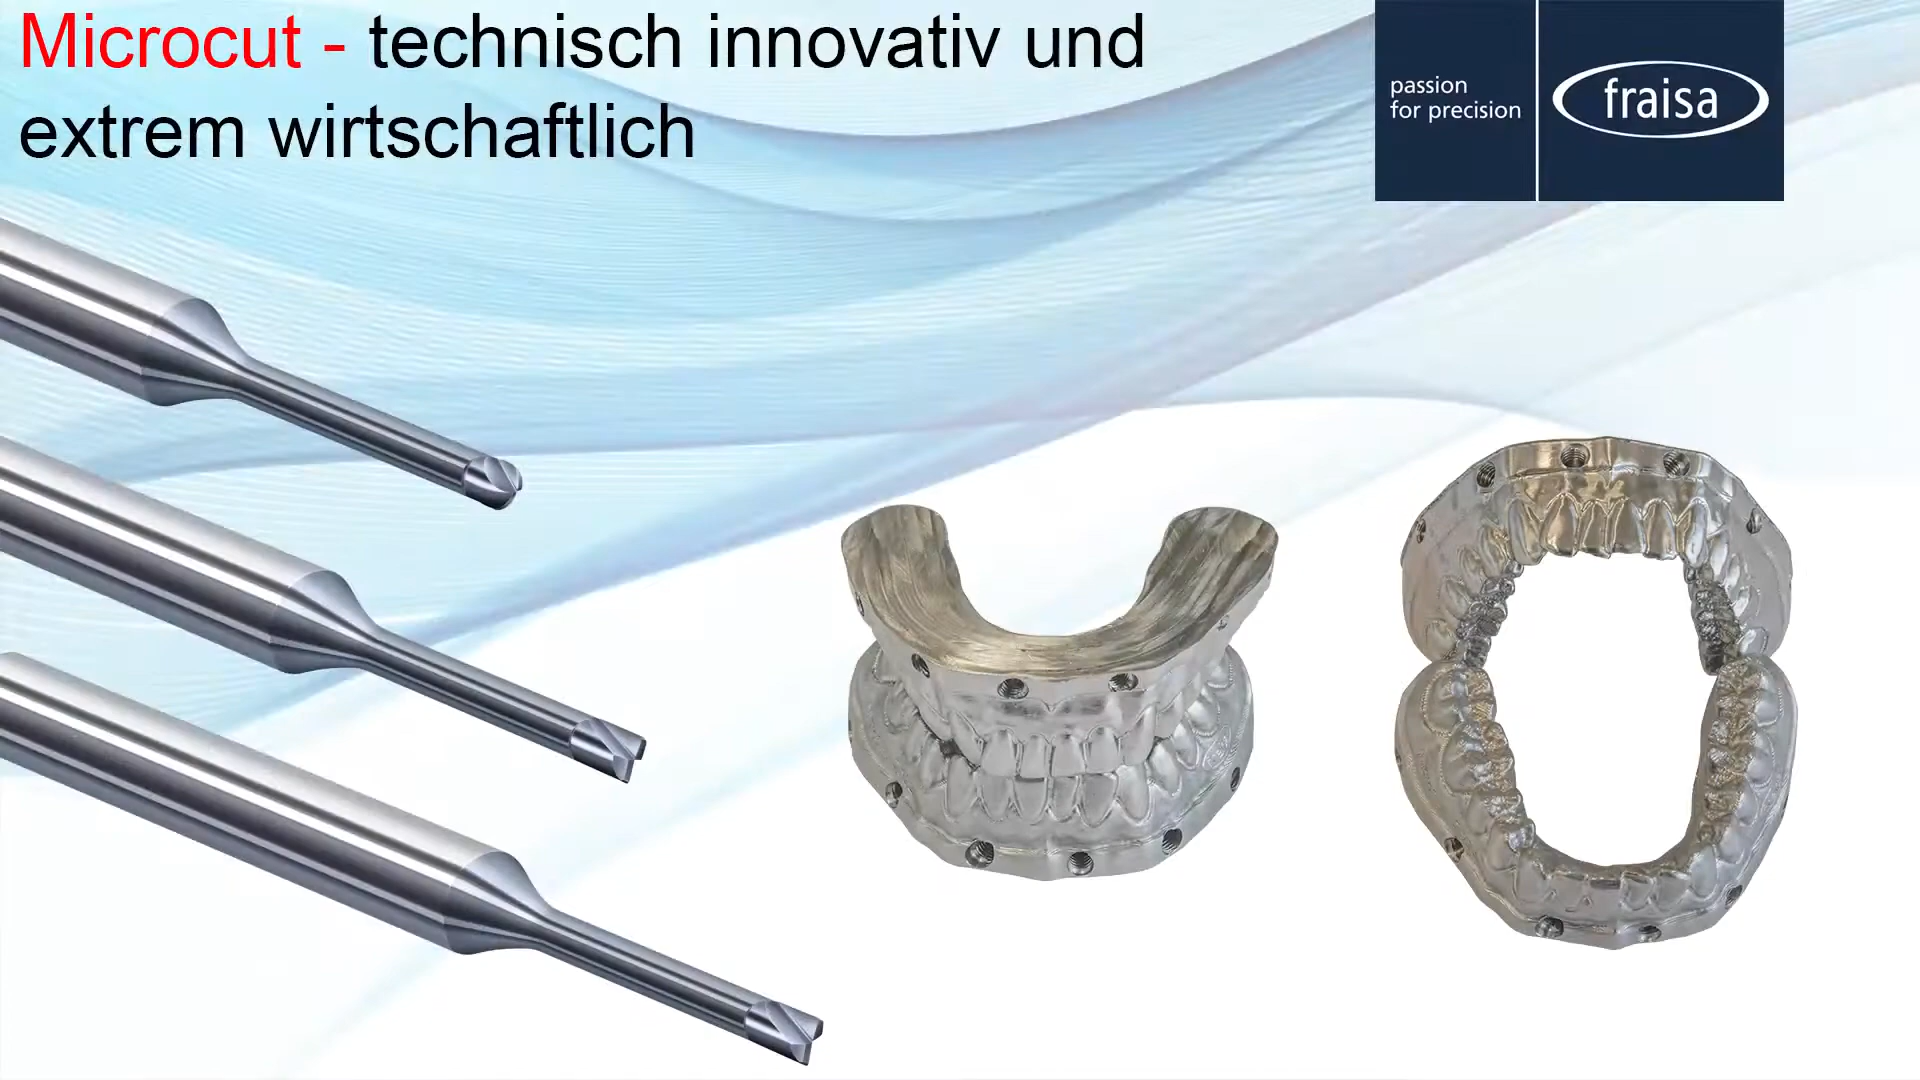 Microcut - technisch innovativ und
extrem wirtschaftlich
passion
for precision
fraisa